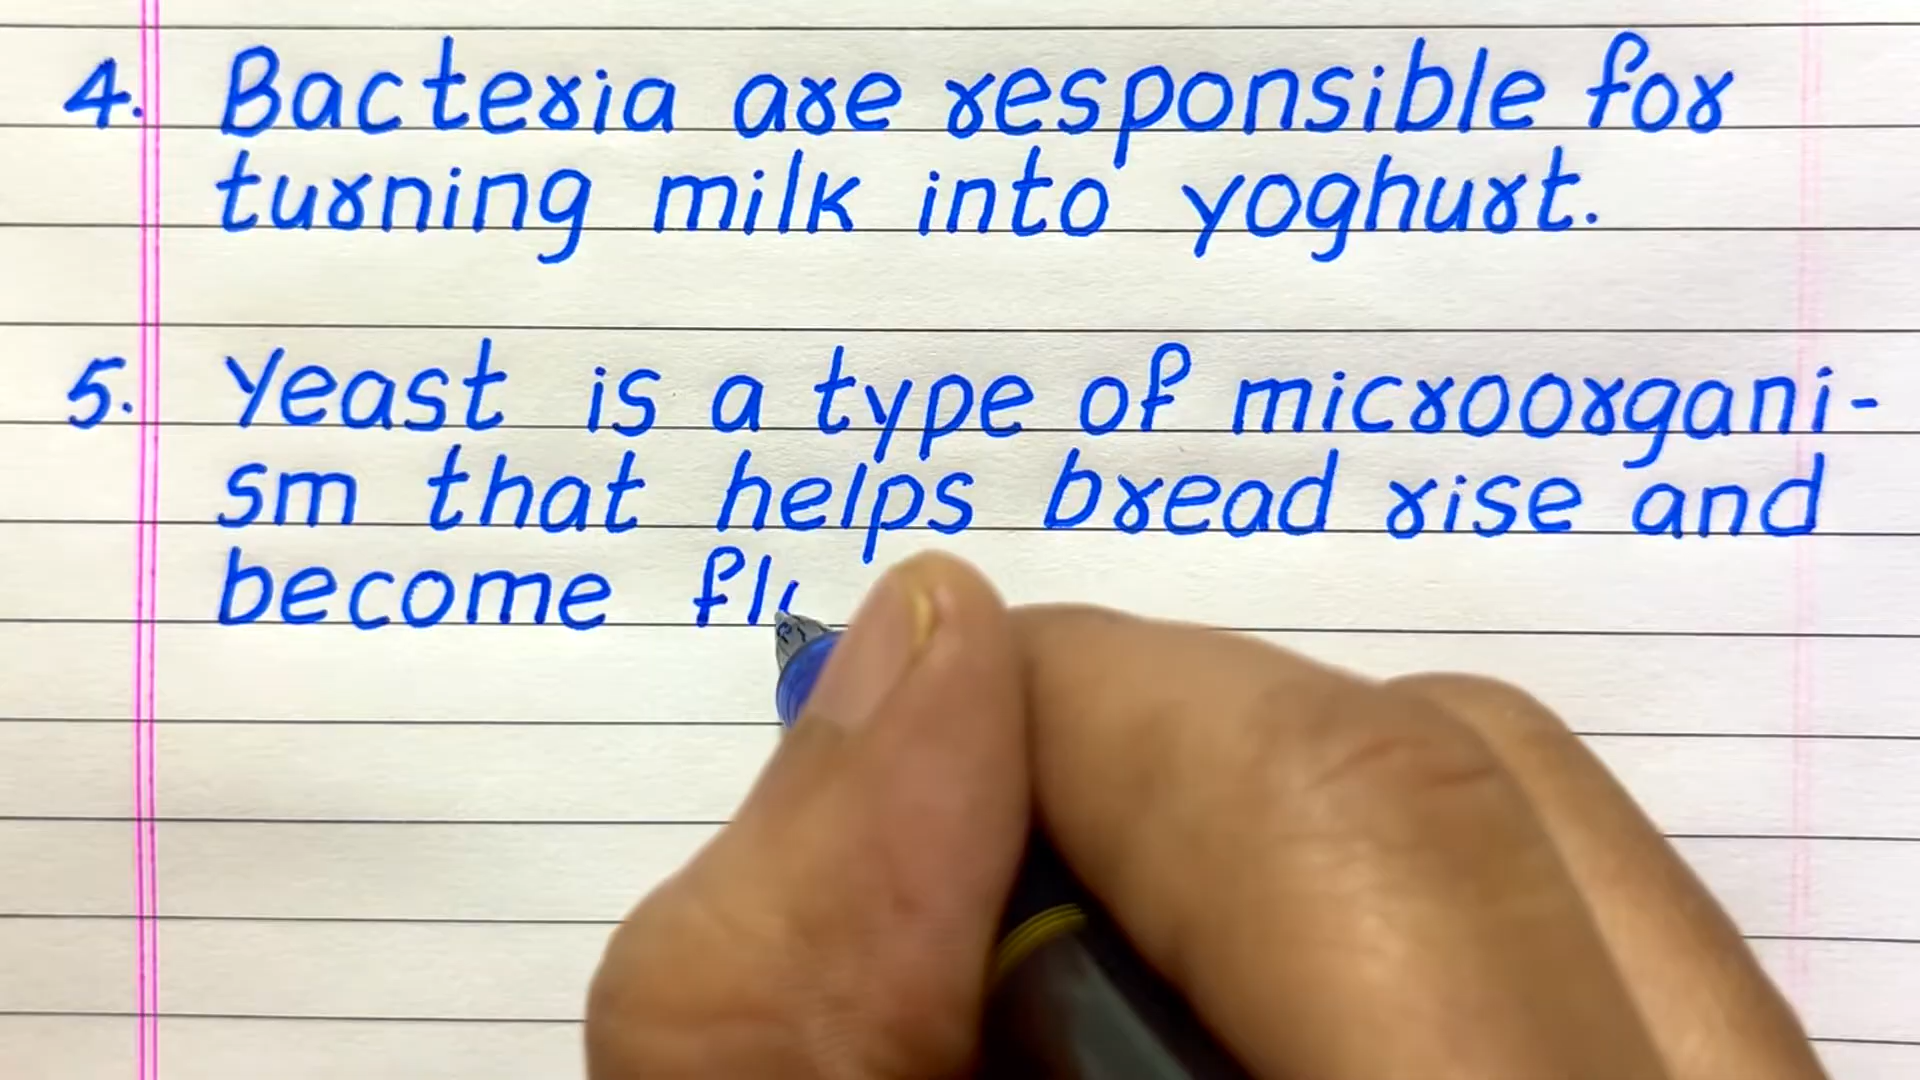 4. Bacteria are responsible for
turning milk into yoghurt.
5. Yeast is a type of microorgani-
sm that helps bread rise and
become